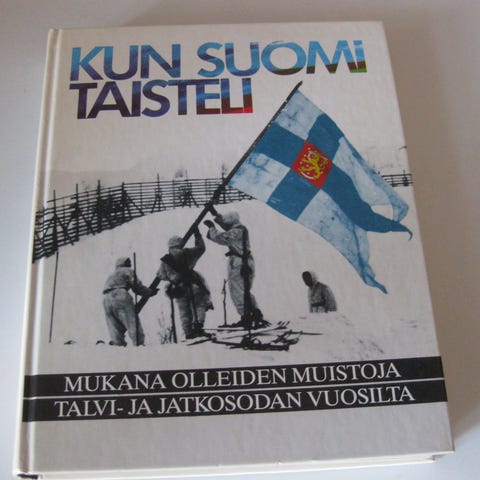 KUN SUOMI
TAISTELI
MUKANA OLLEIDEN MUISTOJA
TALVI- JA JATKOSODAN VUOSILTA